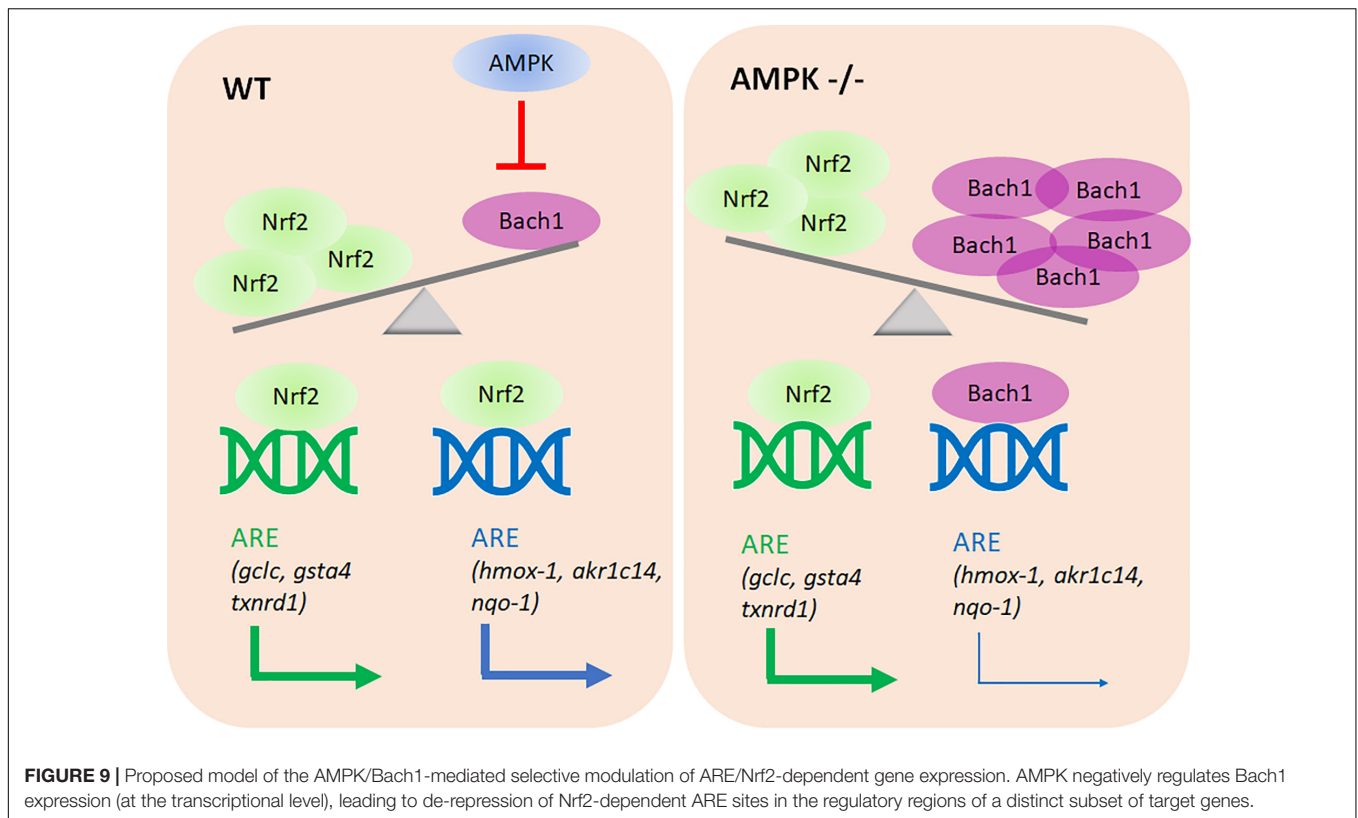 WT
AMPK
Nrf2
Nrf2
Nrf2
Bach1
Nrf2
Nrf2
ARE
(gclc, gsta4
txnrd1)
ARE
(hmox-1, akr1c14,
nqo-1)
AMPK -/-
Nrf2
Nrf2
Nrf2
Bach1
Bach1
Bach1
Bach1
Bach1
Nrf2
Bach1
ARE
(gclc, gsta4
txnrd1)
ARE
(hmox-1, akr1c14,
nqo-1)
FIGURE 9 | Proposed model of the AMPK/Bach1-mediated selective modulation of ARE/Nrf2-dependent gene expression. AMPK negatively regulates Bach1
expression (at the transcriptional level), leading to de-repression of Nrf2-dependent ARE sites in the regulatory regions of a distinct subset of target genes.